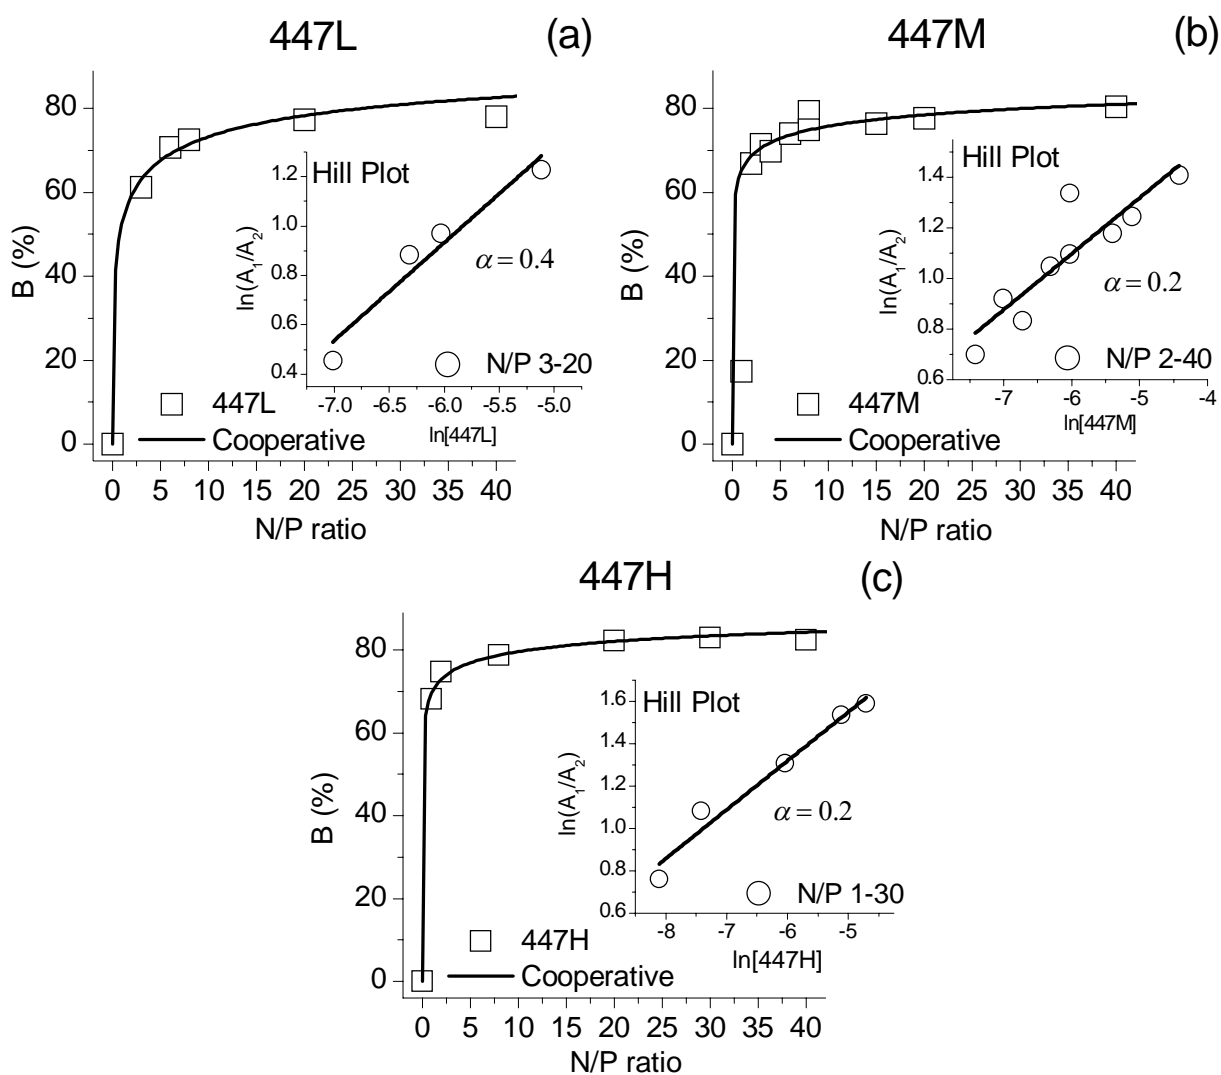 447L
(a)
80
60
40
20
0
B (%)
0 5 10 15 20 25 30 35 40
N/P ratio
447L
Cooperative
Hill Plot
1.2
1.0
0.8
0.6
0.4
ln(A1/A2)
α = 0.4
N/P 3-20
-7.0 -6.5 -6.0 -5.5 -5.0
ln[447L]
447M
(b)
80
60
40
20
0
B (%)
0 5 10 15 20 25 30 35 40
N/P ratio
447M
Cooperative
Hill Plot
1.4
1.2
1.0
0.8
0.6
ln(A1/A2)
α = 0.2
N/P 2-40
-7 -6 -5 -4
ln[447M]
447H
(c)
80
60
40
20
0
B (%)
0 5 10 15 20 25 30 35 40
N/P ratio
447H
Cooperative
Hill Plot
1.6
1.4
1.2
1.0
0.8
0.6
ln(A1/A2)
α = 0.2
N/P 1-30
-8 -7 -6 -5
ln[447H]